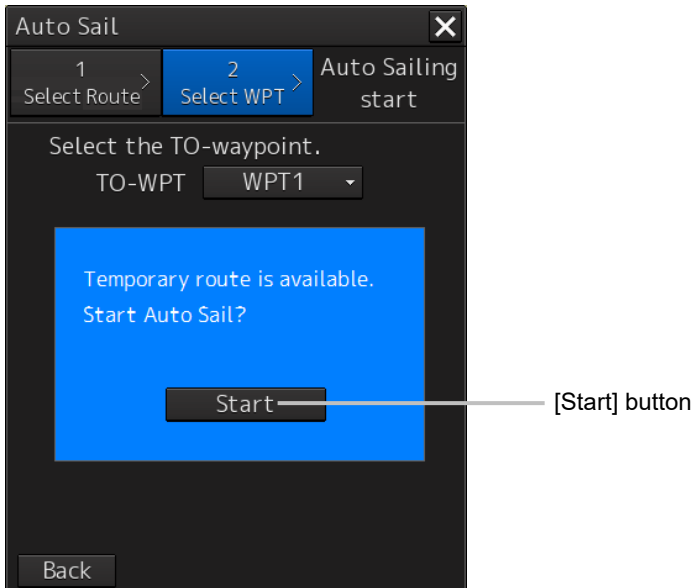 Auto Sail
1
Select Route
>
2
Select WPT
>
Auto Sailing
start
Select the TO-waypoint.
TO-WPT WPT1
Temporary route is available.
Start Auto Sail?
Start
[Start] button
Back